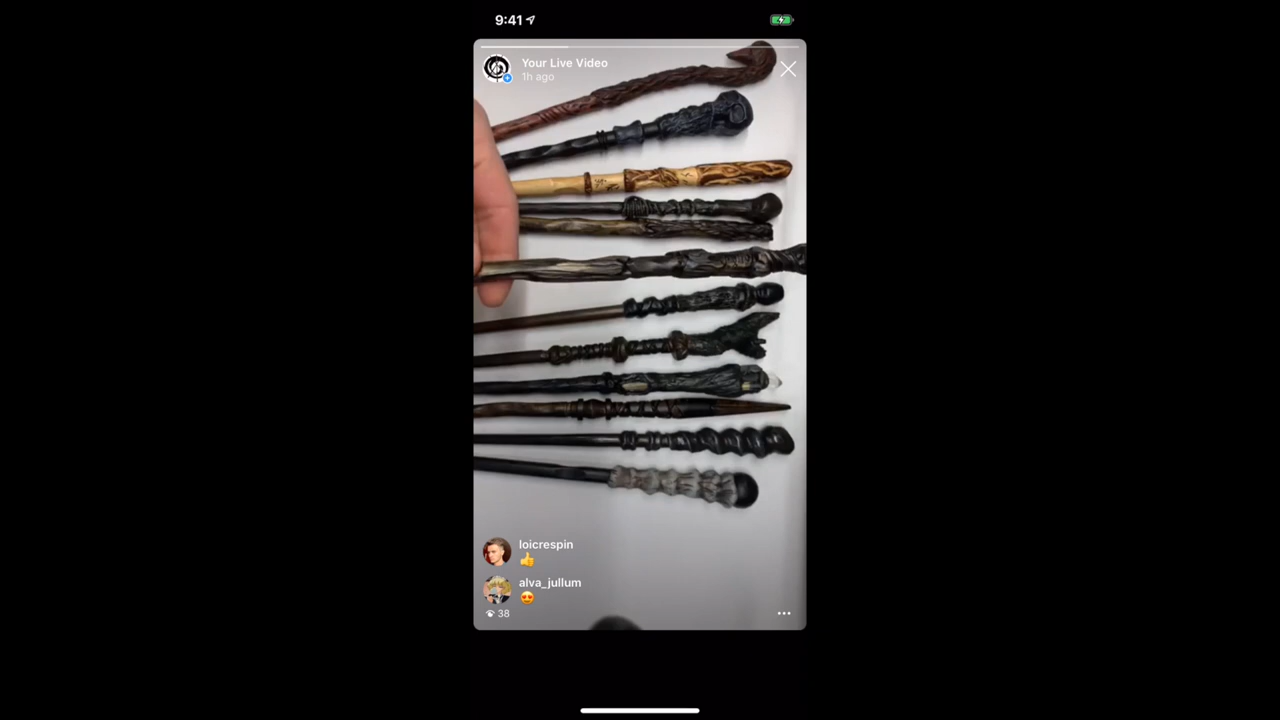 9:41
Your Live Video
1h ago
loicrespin
👍
alva_jullum
😍
38